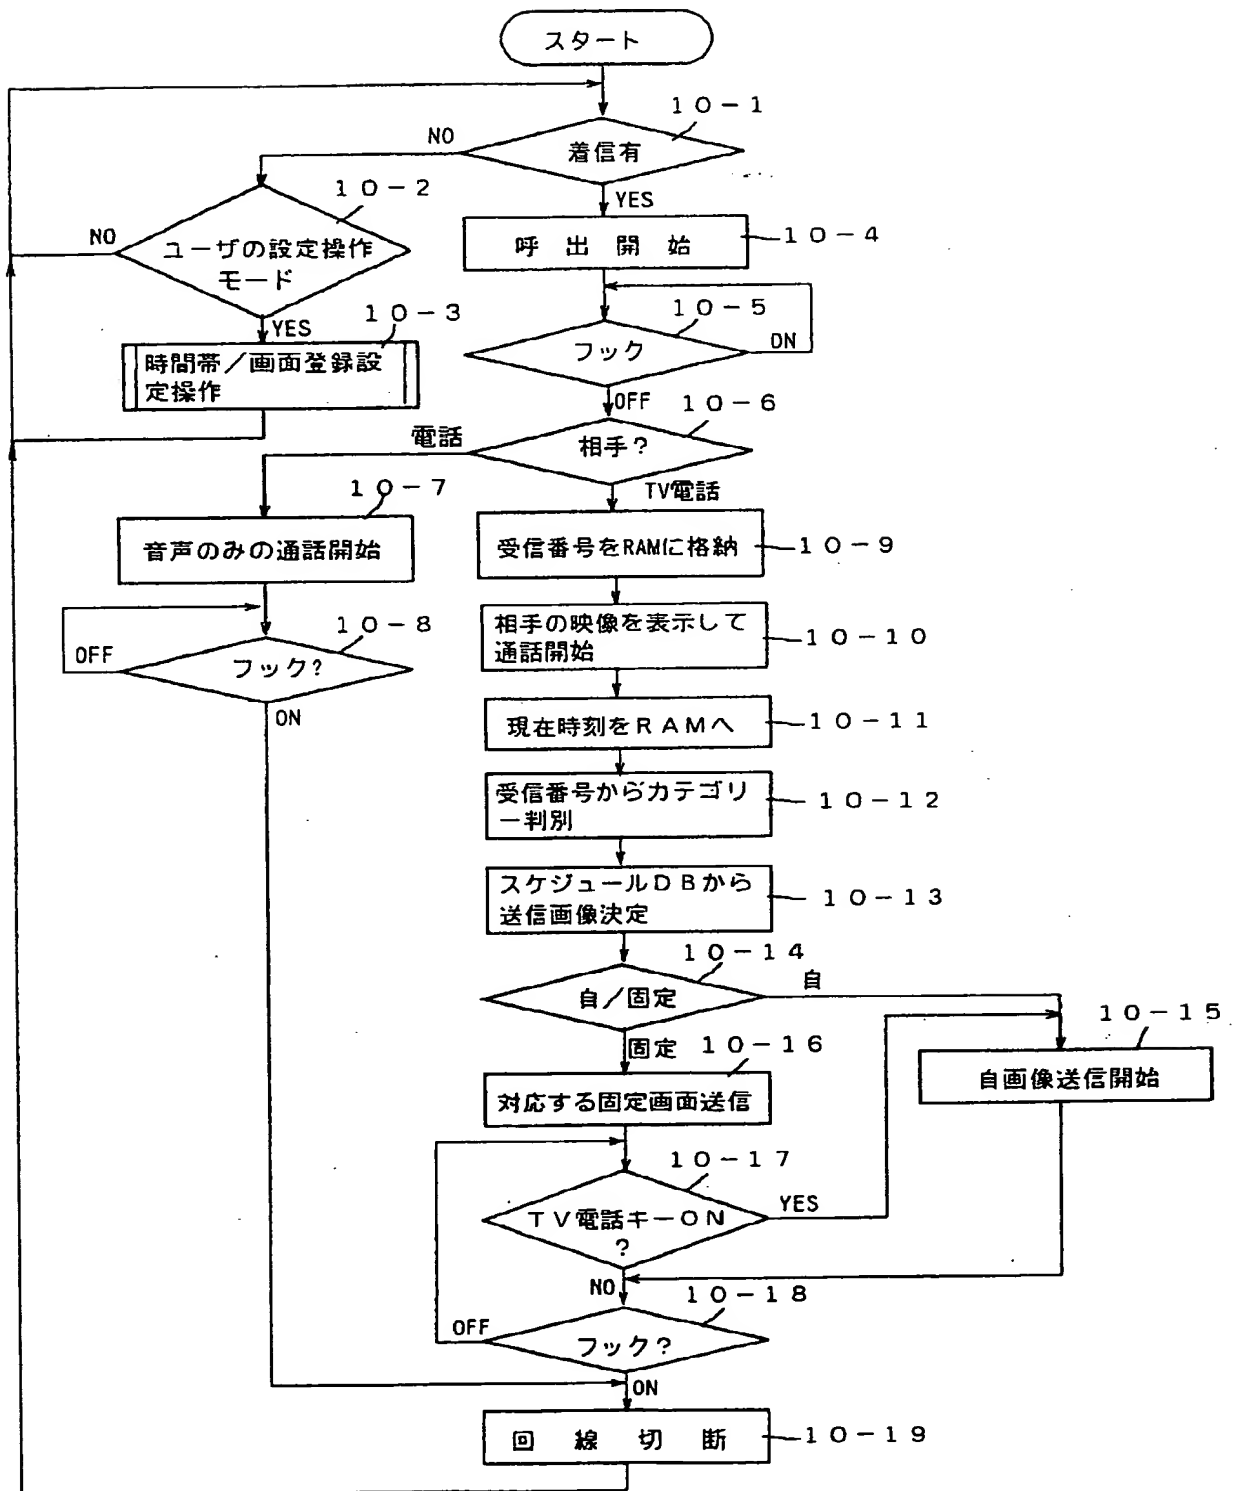 スタート
10-1
着信有
NO
YES
10-2
ユーザの設定操作
モード
NO
YES
呼出開始
10-4
10-3
時間帯/画面登録設
定操作
10-5
フック
ON
OFF
10-6
相手?
電話
TV電話
10-7
音声のみの通話開始
受信番号をRAMに格納
10-9
10-8
フック?
OFF
ON
相手の映像を表示して
通話開始
10-10
現在時刻をRAMへ
10-11
受信番号からカテゴリ
ー判別
10-12
スケジュールDBから
送信画像決定
10-13
10-14
自/固定
自
固定
10-15
自画像送信開始
10-16
対応する固定画面送信
10-17
TV電話キーON
?
YES
NO
10-18
フック?
OFF
ON
回線切断
10-19